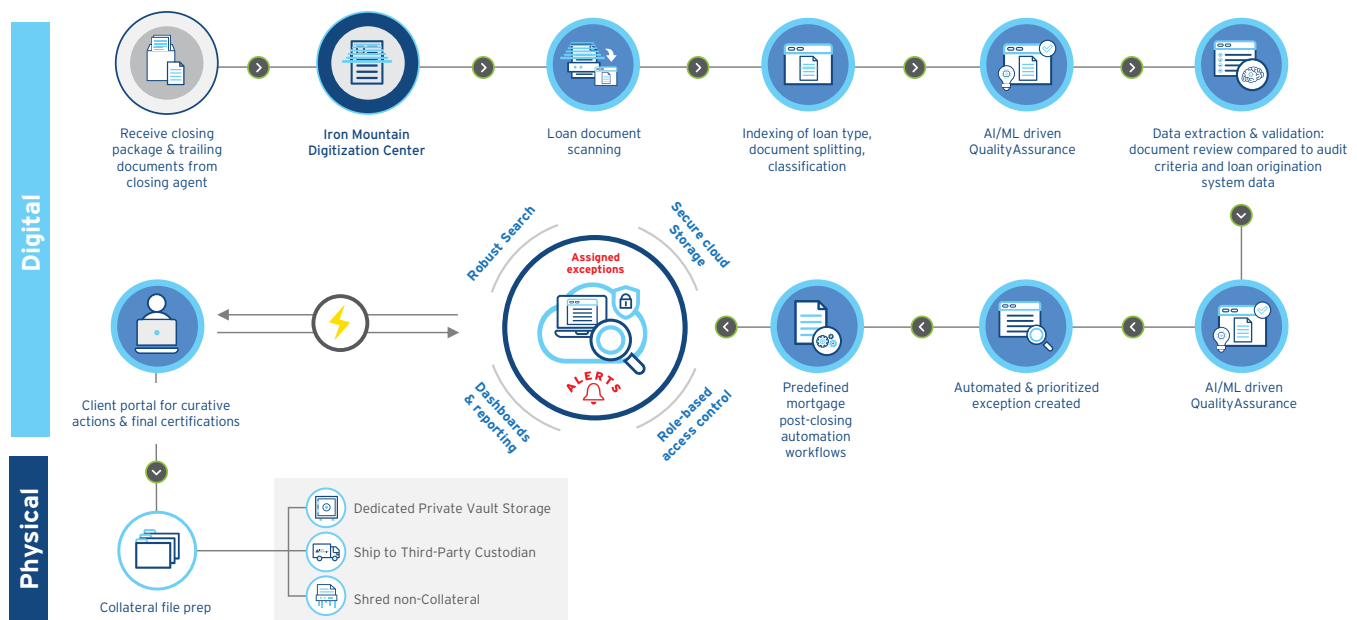 Digital
Receive closing
package & trailing
documents from
closing agent
Iron Mountain
Digitization Center
Loan document
scanning
Indexing of loan type,
document splitting,
classification
AI/ML driven
QualityAssurance
Data extraction & validation:
document review compared to audit
criteria and loan origination
system data
Robust Search
Secure cloud
Storage
Assigned
exceptions
ALERTS
Dashboards
& reporting
Role-based
access control
Client portal for curative
actions & final certifications
Predefined
mortgage
post-closing
automation
workflows
Automated & prioritized
exception created
AI/ML driven
QualityAssurance
Physical
Collateral file prep
Dedicated Private Vault Storage
Ship to Third-Party Custodian
Shred non-Collateral